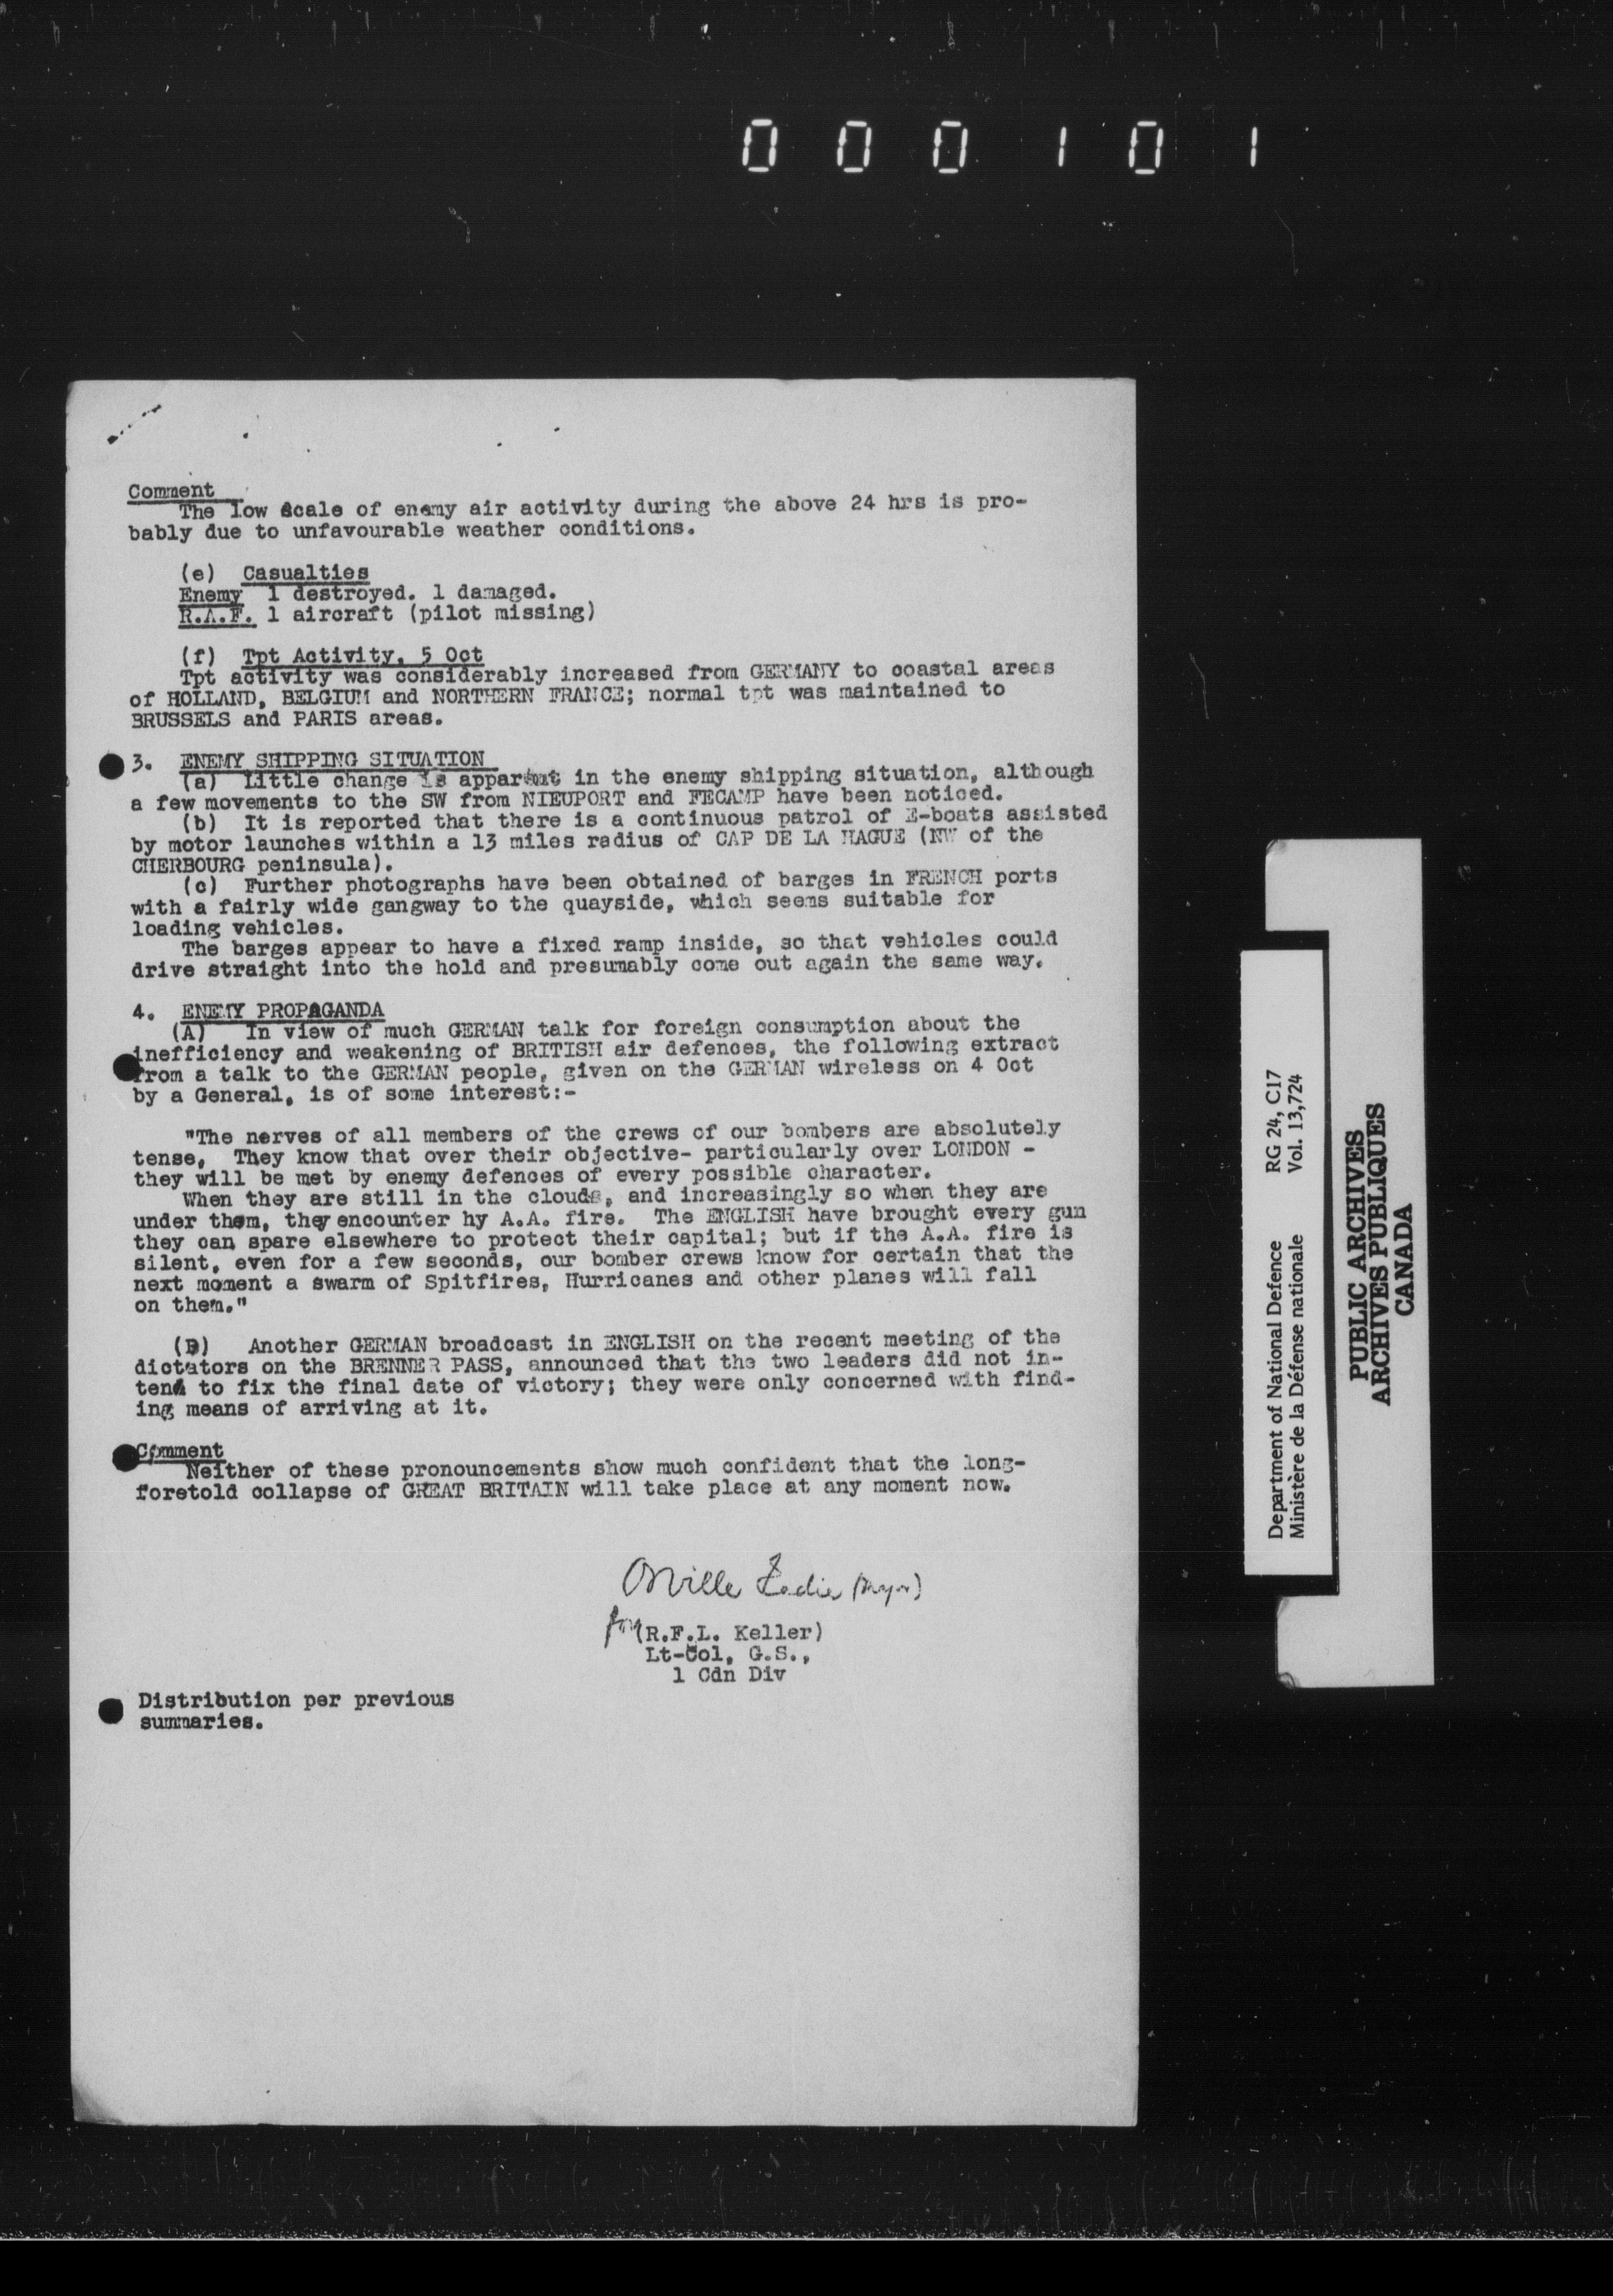 000101
Comment
The low scale of enemy air activity during the above 24 hrs is pro-
bably due to unfavourable weather conditions.
(e) Casualties
Enemy 1 destroyed. 1 damaged.
R.A.F. 1 aircraft (pilot missing)
(f) Tpt Activity, 5 Oct
Tpt activity was considerably increased from GERMANY to coastal areas
of HOLLAND, BELGIUM and NORTHERN FRANCE; normal tpt was maintained to
BRUSSELS and PARIS areas.
3. ENEMY SHIPPING SITUATION
(a) Little change is apparent in the enemy shipping situation, although
a few movements to the SW from NIEUPORT and FECAMP have been noticed.
(b) It is reported that there is a continuous patrol of E-boats assisted
by motor launches within a 13 miles radius of CAP DE LA HAGUE (NW of the
CHERBOURG peninsula).
(c) Further photographs have been obtained of barges in FRENCH ports
with a fairly wide gangway to the quayside, which seems suitable for
loading vehicles.
The barges appear to have a fixed ramp inside, so that vehicles could
drive straight into the hold and presumably come out again the same way.
4. ENEMY PROPAGANDA
(A) In view of much GERMAN talk for foreign consumption about the
inefficiency and weakening of BRITISH air defences, the following extract
from a talk to the GERMAN people, given on the GERMAN wireless on 4 Oct
by a General, is of some interest:-
"The nerves of all members of the crews of our bombers are absolutely
tense, They know that over their objective- particularly over LONDON -
they will be met by enemy defences of every possible character.
When they are still in the clouds, and increasingly so when they are
under them, they encounter hy A.A. fire. The ENGLISH have brought every gun
they can spare elsewhere to protect their capital; but if the A.A. fire is
silent, even for a few seconds, our bomber crews know for certain that the
next moment a swarm of Spitfires, Hurricanes and other planes will fall
on them."
(B) Another GERMAN broadcast in ENGLISH on the recent meeting of the
dictators on the BRENNER PASS, announced that the two leaders did not in-
tend to fix the final date of victory; they were only concerned with find-
ing means of arriving at it.
Comment
Neither of these pronouncements show much confident that the long-
foretold collapse of GREAT BRITAIN will take place at any moment now.
Orville Eadie (Major)
for (R.F.L. Keller)
Lt-Col, G.S.,
1 Cdn Div
Distribution per previous
summaries.
Department of National Defence RG 24, C17
Ministère de la Défense nationale Vol. 13,724
PUBLIC ARCHIVES
ARCHIVES PUBLIQUES
CANADA